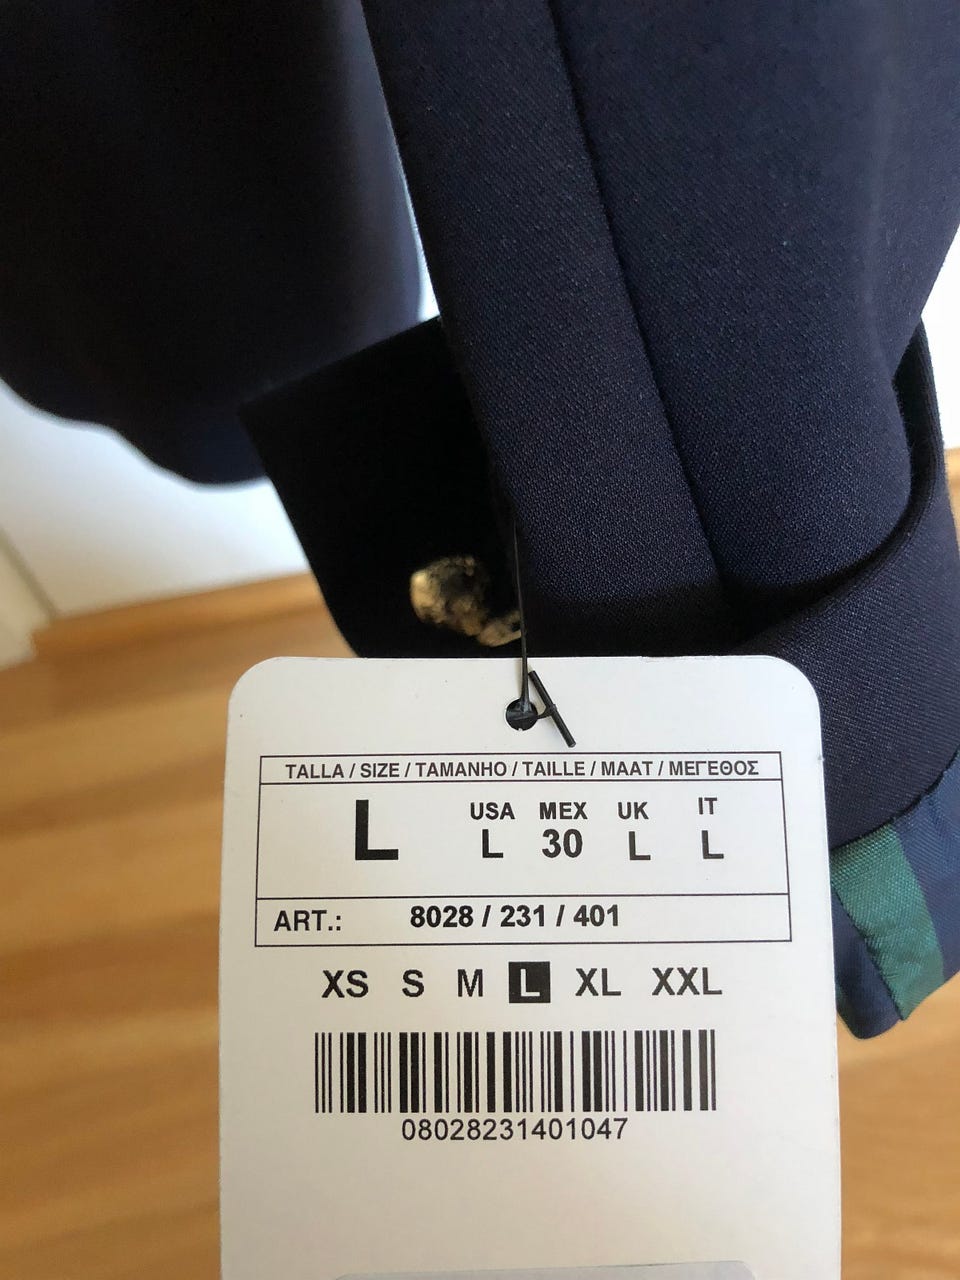 TALLA / SIZE / TAMANHO / TAILLE / MAAT / ΜΕΓΕΘΟΣ
USA MEX UK IT
L L 30 L L
ART.: 8028 / 231 / 401
XS S M L XL XXL
08028231401047